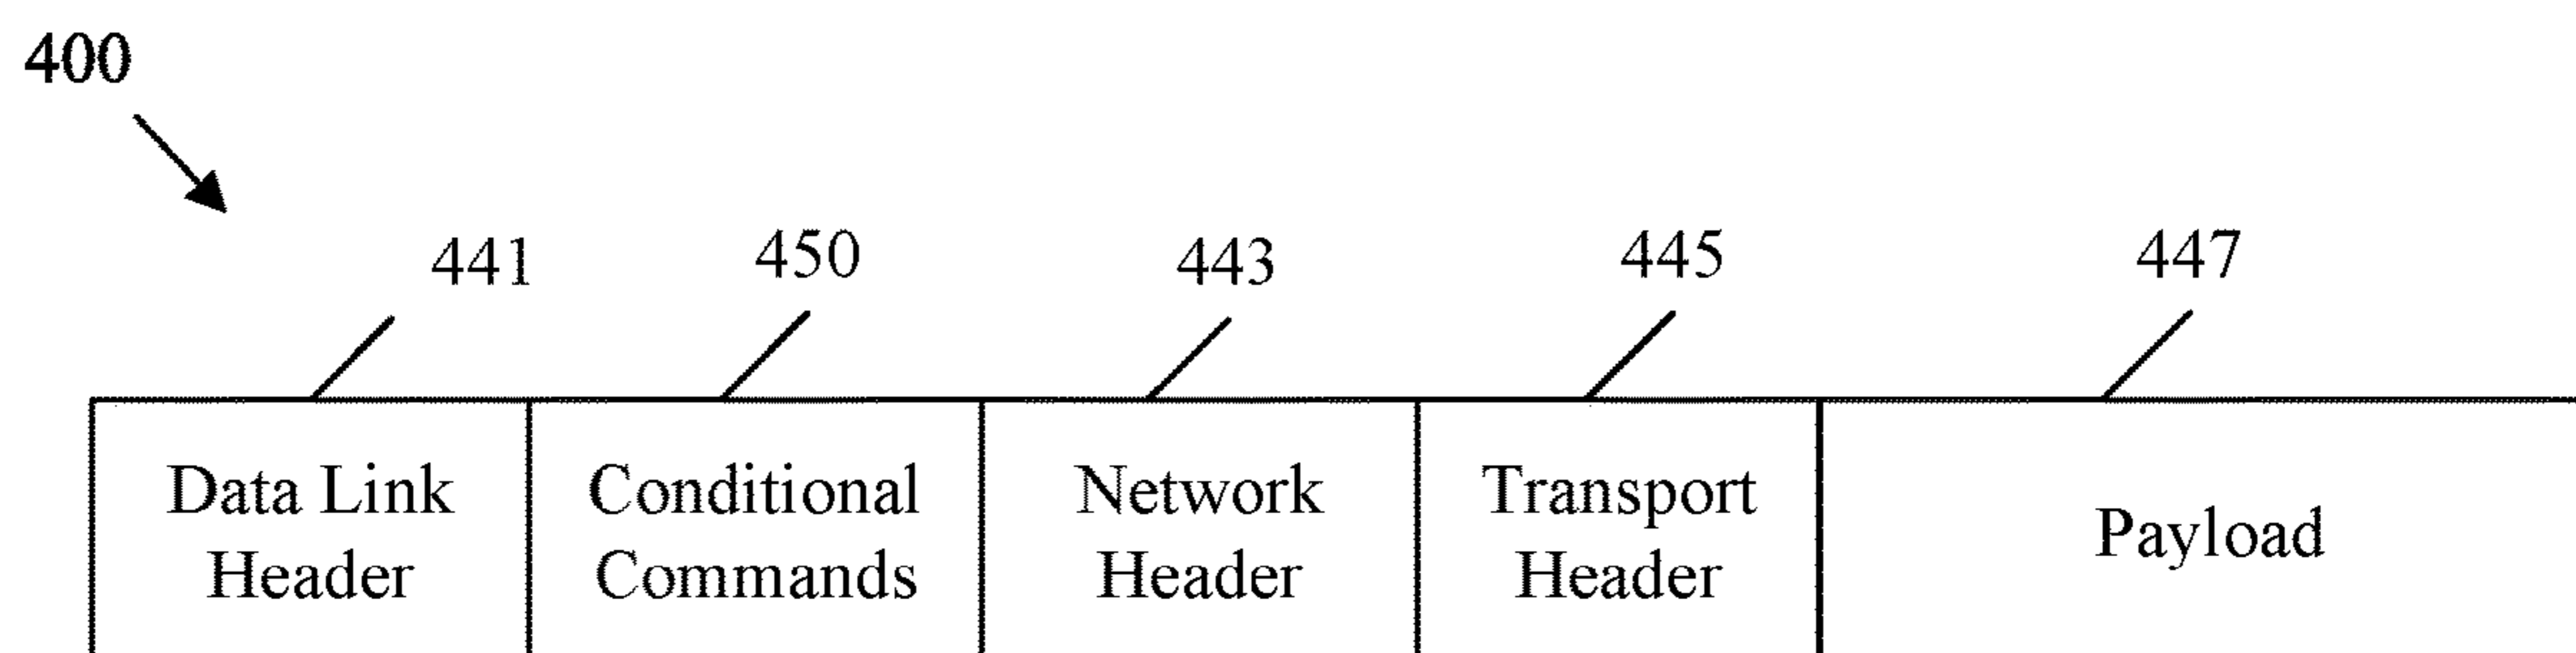 400
441 450 443 445 447
Data Link Conditional Network Transport Payload
Header Commands Header Header